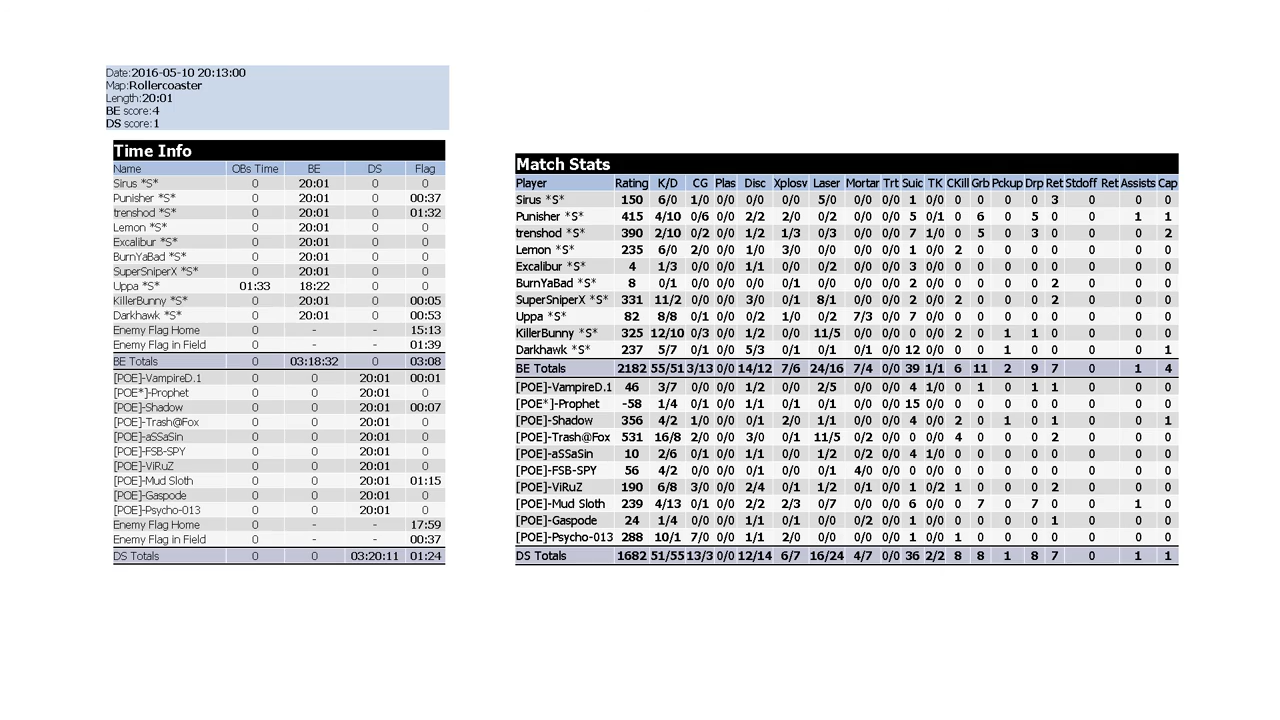 Date:2016-05-10 20:13:00
Map:Rollercoaster
Length:20:01
BE score:4
DS score:1
Time Info
Name OBs Time BE DS Flag
Sirus *S* 0 20:01 0 0
Punisher *S* 0 20:01 0 00:37
trenshod *S* 0 20:01 0 01:32
Lemon *S* 0 20:01 0 0
Excalibur *S* 0 20:01 0 0
BurnYaBad *S* 0 20:01 0 0
SuperSniperX *S* 0 20:01 0 0
Uppa *S* 01:33 18:22 0 0
KillerBunny *S* 0 20:01 0 00:05
Darkhawk *S* 0 20:01 0 00:53
Enemy Flag Home 0 - - 15:13
Enemy Flag in Field 0 - - 01:39
BE Totals 0 03:18:32 0 03:08
[POE]-VampireD.1 0 0 20:01 00:01
[POE*]-Prophet 0 0 20:01 0
[POE]-Shadow 0 0 20:01 00:07
[POE]-Trash@Fox 0 0 20:01 0
[POE]-aSSaSin 0 0 20:01 0
[POE]-FSB-SPY 0 0 20:01 0
[POE]-ViRuZ 0 0 20:01 0
[POE]-Mud Sloth 0 0 20:01 01:15
[POE]-Gaspode 0 0 20:01 0
[POE]-Psycho-013 0 0 20:01 0
Enemy Flag Home 0 - - 17:59
Enemy Flag in Field 0 - - 00:37
DS Totals 0 0 03:20:11 01:24
Match Stats
Player Rating K/D CG Plas Disc Xplosv Laser Mortar Trt Suic TK CKill Grb Pckup Drp Ret Stdoff Ret Assists Cap
Sirus *S* 150 6/0 1/0 0/0 0/0 0/0 5/0 0/0 0/0 1 0/0 0 0 0 0 3 0 0 0
Punisher *S* 415 4/10 0/6 0/0 2/2 2/0 0/2 0/0 0/0 5 0/1 0 6 0 5 0 0 1 1
trenshod *S* 390 2/10 0/2 0/0 1/2 1/3 0/3 0/0 0/0 7 1/0 0 5 0 3 0 0 0 2
Lemon *S* 235 6/0 2/0 0/0 1/0 3/0 0/0 0/0 0/0 1 0/0 2 0 0 0 0 0 0 0
Excalibur *S* 4 1/3 0/0 0/0 1/1 0/0 0/2 0/0 0/0 3 0/0 0 0 0 0 0 0 0 0
BurnYaBad *S* 8 0/1 0/0 0/0 0/0 0/1 0/0 0/0 0/0 2 0/0 0 0 0 0 2 0 0 0
SuperSniperX *S* 331 11/2 0/0 0/0 3/0 0/1 8/1 0/0 0/0 2 0/0 2 0 0 0 2 0 0 0
Uppa *S* 82 8/8 0/1 0/0 0/2 1/0 0/2 7/3 0/0 7 0/0 0 0 0 0 0 0 0 0
KillerBunny *S* 325 12/10 0/3 0/0 1/2 0/0 11/5 0/0 0/0 0 0/0 2 0 1 1 0 0 0 0
Darkhawk *S* 237 5/7 0/1 0/0 5/3 0/1 0/1 0/1 0/0 12 0/0 0 0 1 0 0 0 0 1
BE Totals 2182 55/51 3/13 0/0 14/12 7/6 24/16 7/4 0/0 39 1/1 6 11 2 9 7 0 1 4
[POE]-VampireD.1 46 3/7 0/0 0/0 1/2 0/0 2/5 0/0 0/0 4 1/0 0 1 0 1 1 0 0 0
[POE*]-Prophet -58 1/4 0/1 0/0 1/1 0/1 0/1 0/0 0/0 15 0/0 0 0 0 0 0 0 0 0
[POE]-Shadow 356 4/2 1/0 0/0 0/1 2/0 1/1 0/0 0/0 4 0/0 2 0 1 0 1 0 0 1
[POE]-Trash@Fox 531 16/8 2/0 0/0 3/0 0/1 11/5 0/2 0/0 0 0/0 4 0 0 0 2 0 0 0
[POE]-aSSaSin 10 2/6 0/1 0/0 1/1 0/0 1/2 0/2 0/0 4 1/0 0 0 0 0 0 0 0 0
[POE]-FSB-SPY 56 4/2 0/0 0/0 0/1 0/0 0/1 4/0 0/0 0 0/0 0 0 0 0 0 0 0 0
[POE]-ViRuZ 190 6/8 3/0 0/0 2/4 0/1 1/2 0/1 0/0 1 0/2 1 0 0 0 2 0 0 0
[POE]-Mud Sloth 239 4/13 0/1 0/0 2/2 2/3 0/7 0/0 0/0 6 0/0 0 7 0 7 0 0 1 0
[POE]-Gaspode 24 1/4 0/0 0/0 1/1 0/1 0/0 0/2 0/0 1 0/0 0 0 0 0 1 0 0 0
[POE]-Psycho-013 288 10/1 7/0 0/0 1/1 2/0 0/0 0/0 0/0 1 0/0 1 0 0 0 0 0 0 0
DS Totals 1682 51/55 13/3 0/0 12/14 6/7 16/24 4/7 0/0 36 2/2 8 8 1 8 7 0 1 1